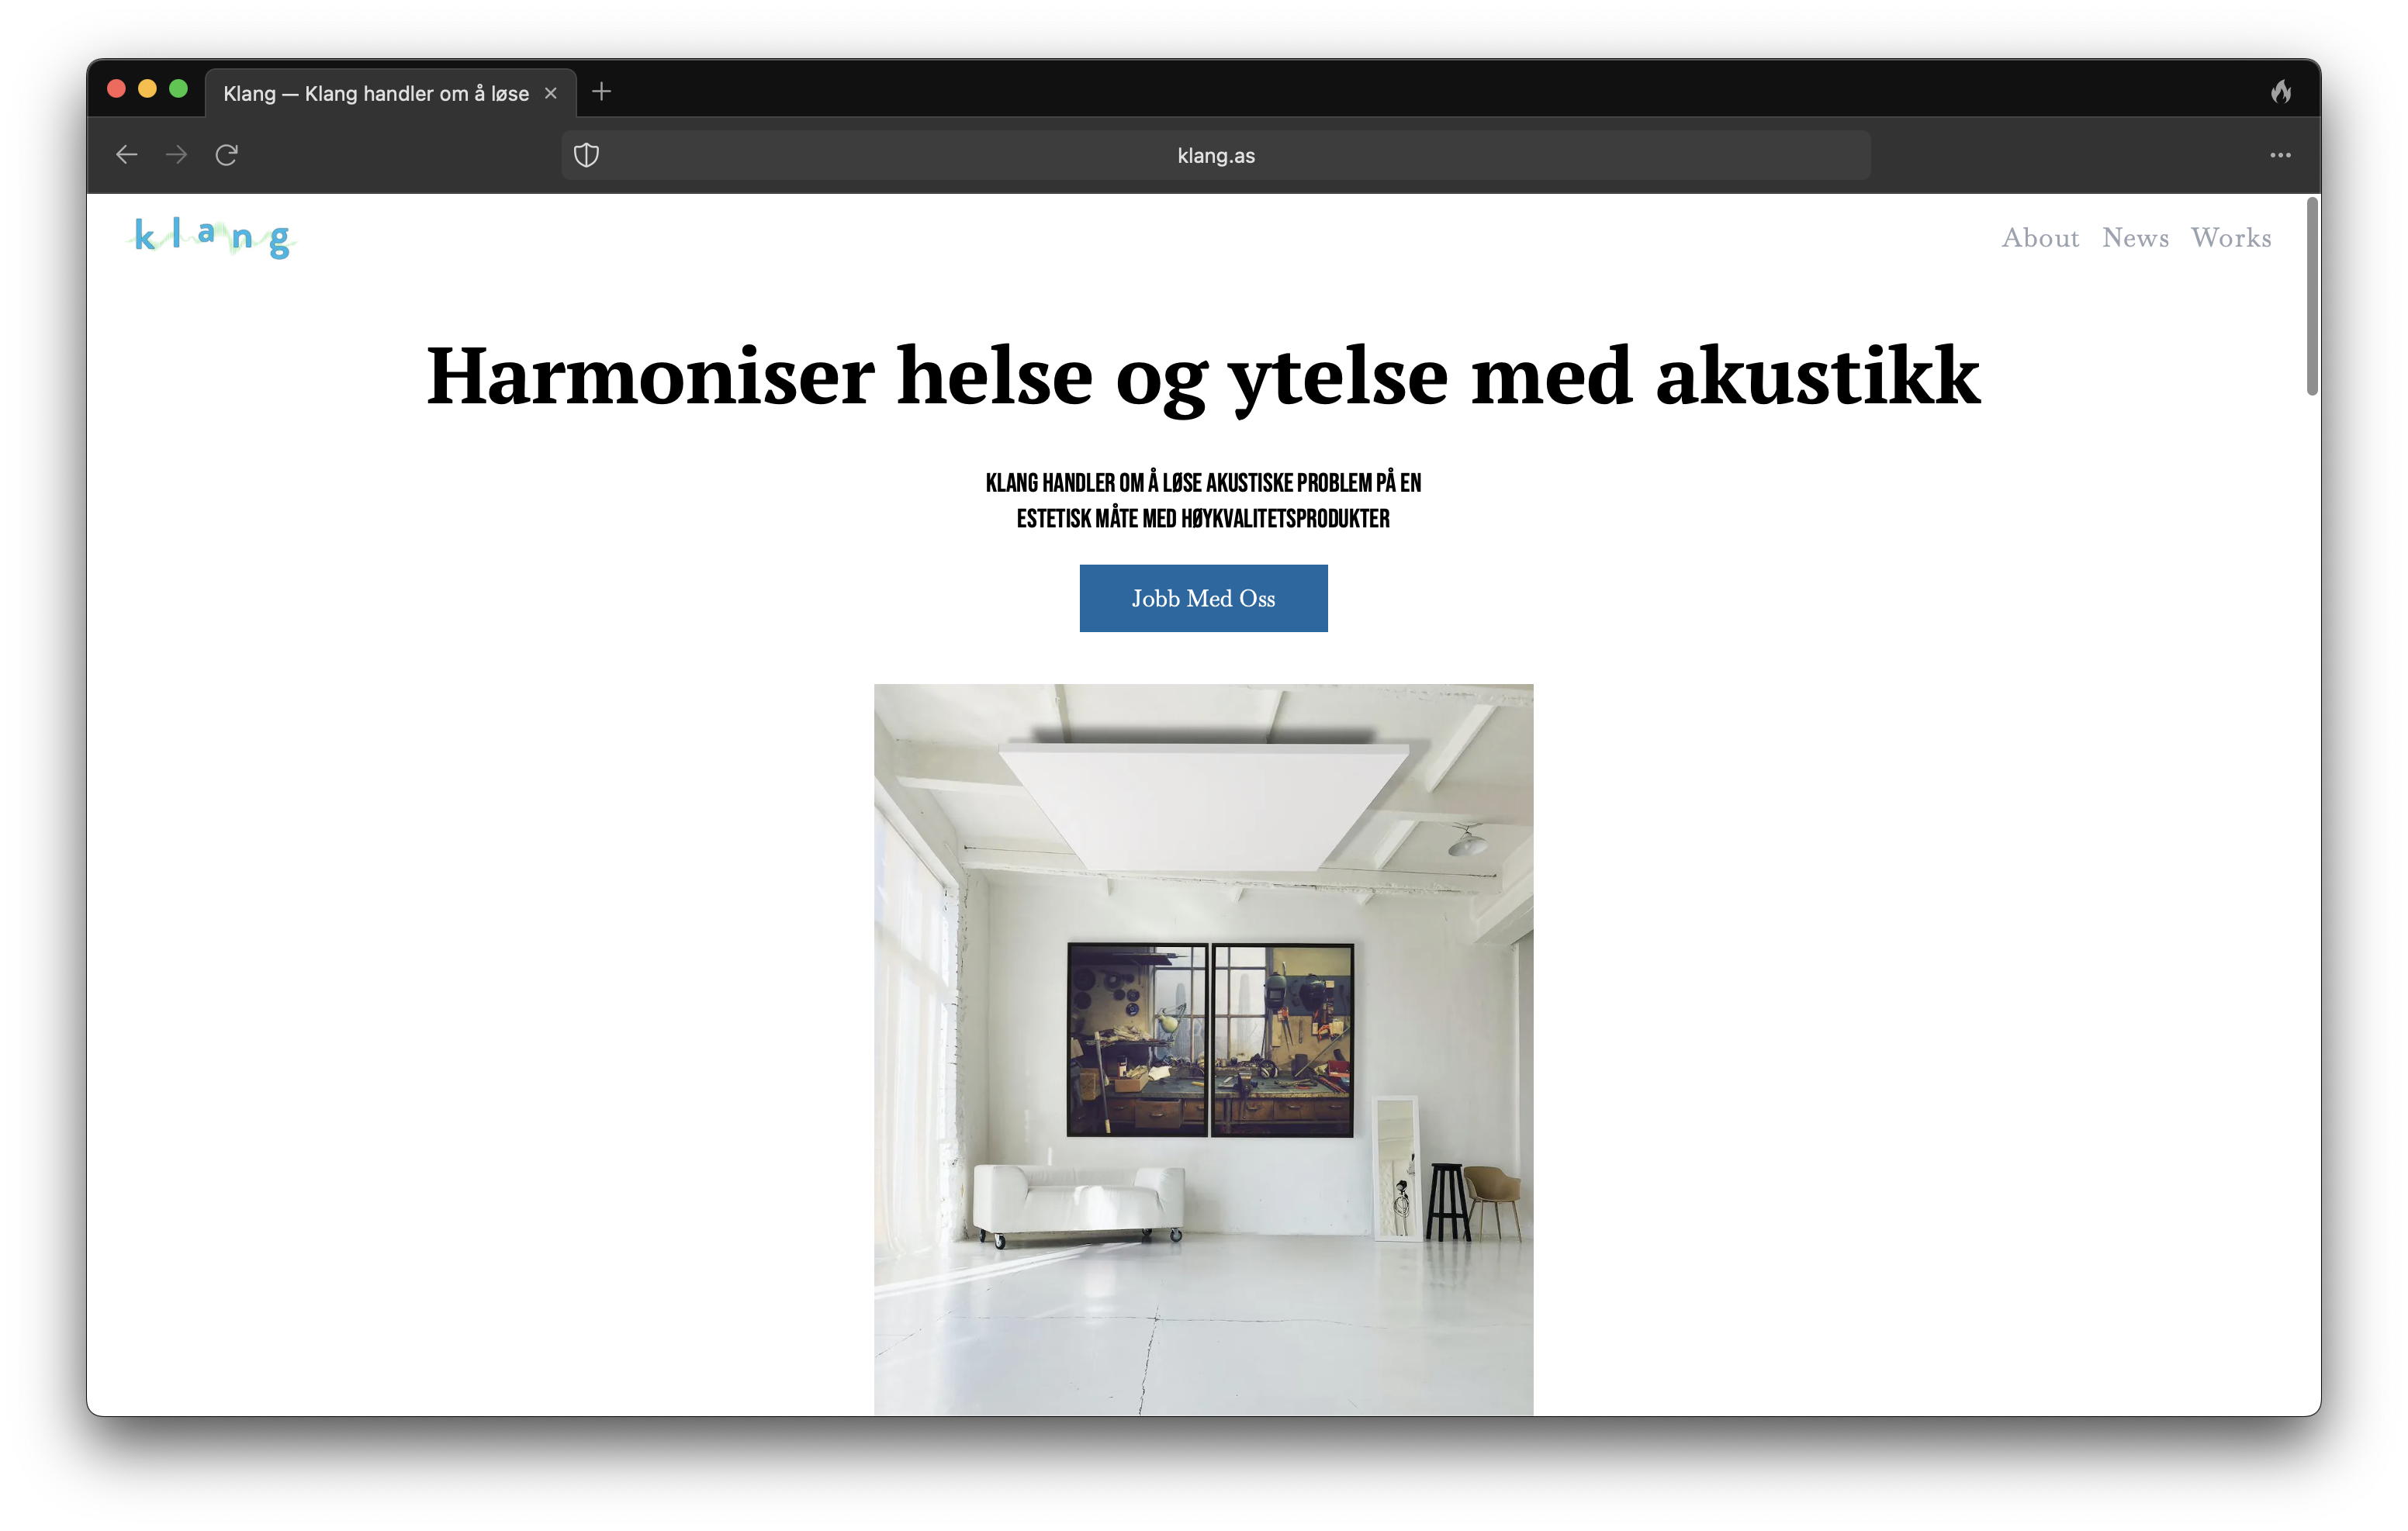 Klang — Klang handler om å løse
klang.as
klang
About News Works
Harmoniser helse og ytelse med akustikk
KLANG HANDLER OM Å LØSE AKUSTISKE PROBLEM PÅ EN
ESTETISK MÅTE MED HØYKVALITETSPRODUKTER
Jobb Med Oss